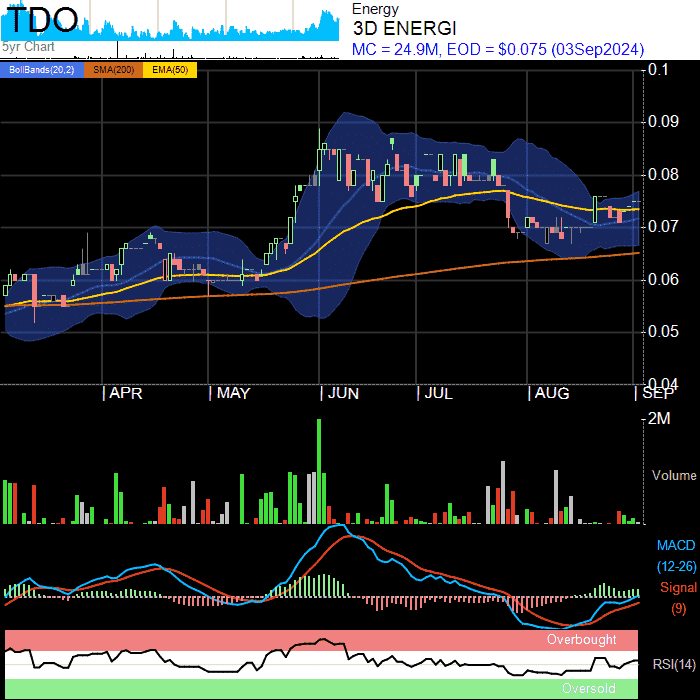 TDO
5yr Chart
Energy
3D ENERGI
MC = 24.9M, EOD = $0.075 (03Sep2024)
BollBands(20,2) SMA(200) EMA(50)
0.1
0.09
0.08
0.07
0.06
0.05
0.04
APR MAY JUN JUL AUG SEP
2M
Volume
MACD
(12-26)
Signal
(9)
Overbought
RSI(14)
Oversold